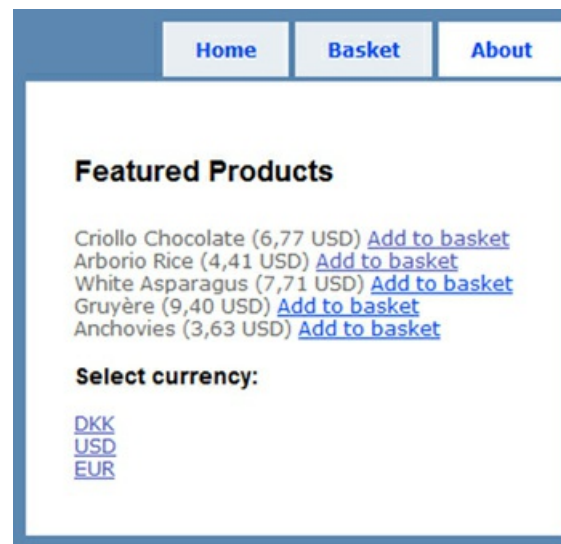 Home Basket About
Featured Products
Criollo Chocolate (6,77 USD) Add to basket
Arborio Rice (4,41 USD) Add to basket
White Asparagus (7,71 USD) Add to basket
Gruyère (9,40 USD) Add to basket
Anchovies (3,63 USD) Add to basket
Select currency:
DKK
USD
EUR